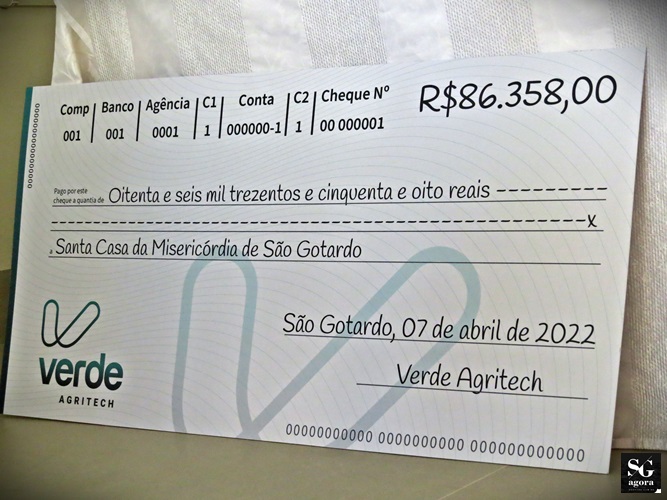 Comp Banco Agência C1 Conta C2 Cheque Nº R$86.358,00
001 001 0001 1 000000-1 1 00 000001
Pago por este
cheque a quantia de Oitenta e seis mil trezentos e cinquenta e oito reais ----------
--------------------------------------------------x
a Santa Casa da Misericórdia de São Gotardo
São Gotardo, 07 de abril de 2022
Verde Agritech
verde
AGRITECH
00000000000 0000000000 000000000000
SG
agora